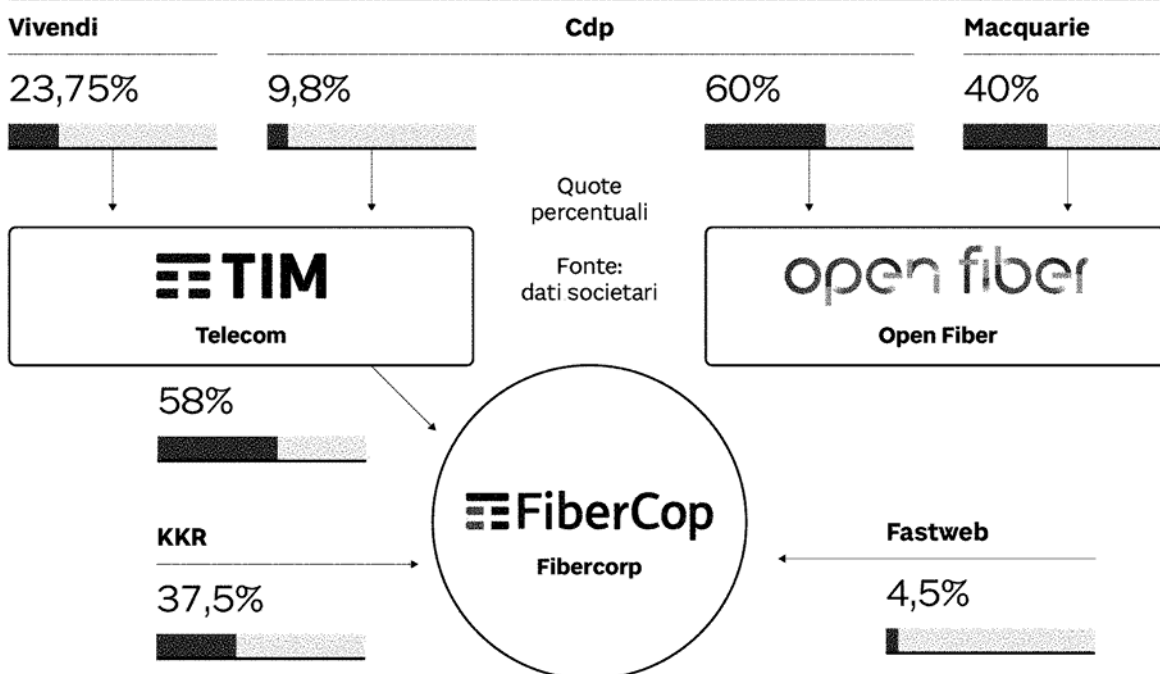 Vivendi
Cdp
Macquarie
23,75%
9,8%
60%
40%
Quote
percentuali
Fonte:
dati societari
TIM
Telecom
open fiber
Open Fiber
58%
FiberCop
Fibercorp
KKR
37,5%
Fastweb
4,5%